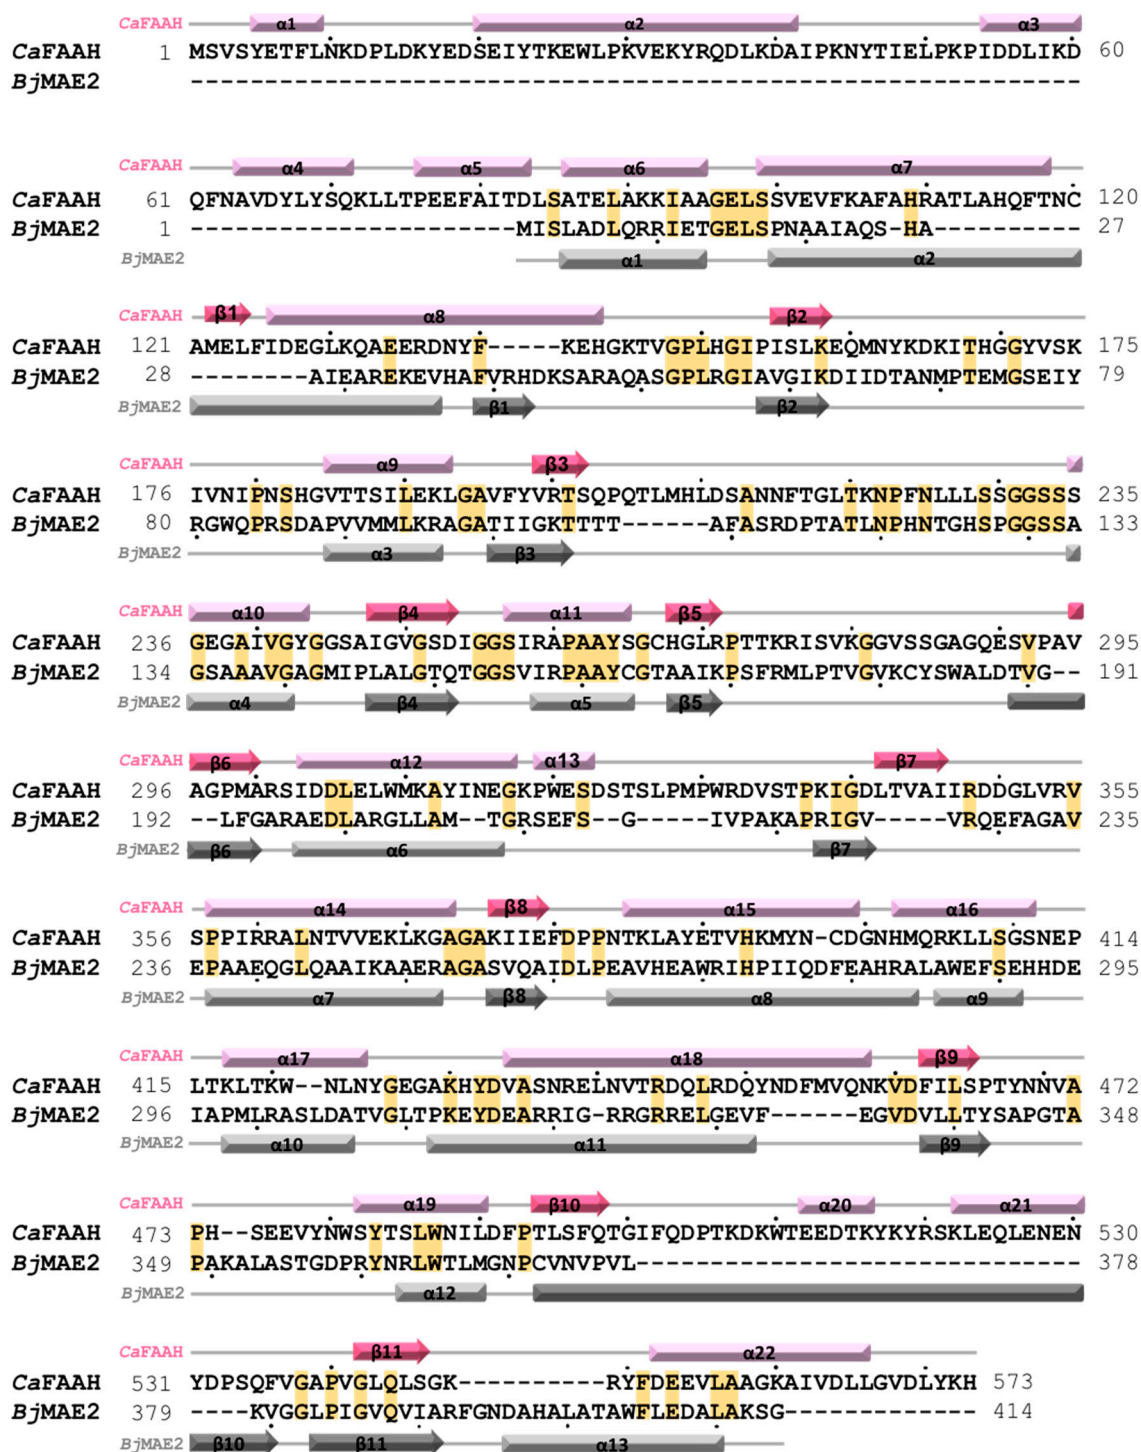 CaFAAH α1 α2 α3
CaFAAH 1 MSVSYETFLNKDPLDKYEDSEIYTKEWLPKVEKYRQDLKDAIPKNYTIELPKPIDDLIKD 60
BjMAE2 ------------------------------------------------------------
CaFAAH α4 α5 α6 α7
CaFAAH 61 QFNAVDYLYSQKLLTPEEFAITDLSATELAKKIAAGELSSVEVFKAFAHRATLAHQFTNC 120
BjMAE2 1 ----------------------MISLADLQRRIETGELSPNAAIAQS-HA---------- 27
BjMAE2 α1 α2
CaFAAH β1 α8 β2
CaFAAH 121 AMELFIDEGLKQAEERDNYF-----KEHGKTVGPLHGIPISLKEQMNYKDKITHGGYVSK 175
BjMAE2 28 --------AIEAREKEVHAFVRHDKSARAQASGPLRGIAVGIKDIIDTANMPTEMGSEIY 79
BjMAE2 β1 β2
CaFAAH α9 β3
CaFAAH 176 IVNIPNSHGVTTSILEKLGAVFYVRTSQPQTLMHLDSANNFTGLTKNPFNLLLSSGGSSS 235
BjMAE2 80 RGWQPRSDAPVVMMLKRAGATIIGKTTTT------AFASRDPTATLNPHNTGHSPGGSSA 133
BjMAE2 α3 β3
CaFAAH α10 β4 α11 β5
CaFAAH 236 GEGAIVGYGGSAIGVGSDIGGSIRAPAAYSGCHGLRPTTKRISVKGGVSSGAGQESVPAV 295
BjMAE2 134 GSAAAVGAGMIPLALGTQTGGSVIRPAAYCGTAAIKPSFRMLPTVGVKCYSWALDTVG-- 191
BjMAE2 α4 β4 α5 β5
CaFAAH β6 α12 α13 β7
CaFAAH 296 AGPMARSIDDLELWMKAYINEGKPWESDSTSLPMPWRDVSTPKIGDLTVAIIRDDGLVRV 355
BjMAE2 192 --LFGARAEDLARGLLAM--TGRSEFS--G-----IVPAKAPRIGV-----VRQEFAGAV 235
BjMAE2 β6 α6 β7
CaFAAH α14 β8 α15 α16
CaFAAH 356 SPPIRRALNTVVEKLKGAGAKIIEFDPPNTKLAYETVHKMYN-CDGNHMQRKLLSGSNEP 414
BjMAE2 236 EPAAEQGLQAAIKAAERAGASVQAIDLPEAVHEAWRIHPIIQDFEAHRALAWEFSEHHDE 295
BjMAE2 α7 β8 α8 α9
CaFAAH α17 α18 β9
CaFAAH 415 LTKLTKW--NLNYGEGAKHYDVASNRELNVTRDQLRDQYNDFMVQNKVDFILSPTYNNVA 472
BjMAE2 296 IAPMLRASLDATVGLTPKEYDEARRIG-RRGRRELGEVF------EGVDVLLTYSAPGTA 348
BjMAE2 α10 α11 β9
CaFAAH α19 β10 α20 α21
CaFAAH 473 PH--SEEVYNWSYTSLWNILDFPTLSFQTGIFQDPTKDKWTEEDTKYKYRSKLEQLENEN 530
BjMAE2 349 PAKALASTGDPRYNRLWTLMGNPCVNVPVL------------------------------ 378
BjMAE2 α12
CaFAAH β11 α22
CaFAAH 531 YDPSQFVGAPVGLQLSGK----------RYFDEEVLAAGKAIVDLLGVDLYKH 573
BjMAE2 379 ----KVGGLPIGVQVIARFGNDAHALATAWFLEDALAKSG------------- 414
BjMAE2 β10 β11 α13